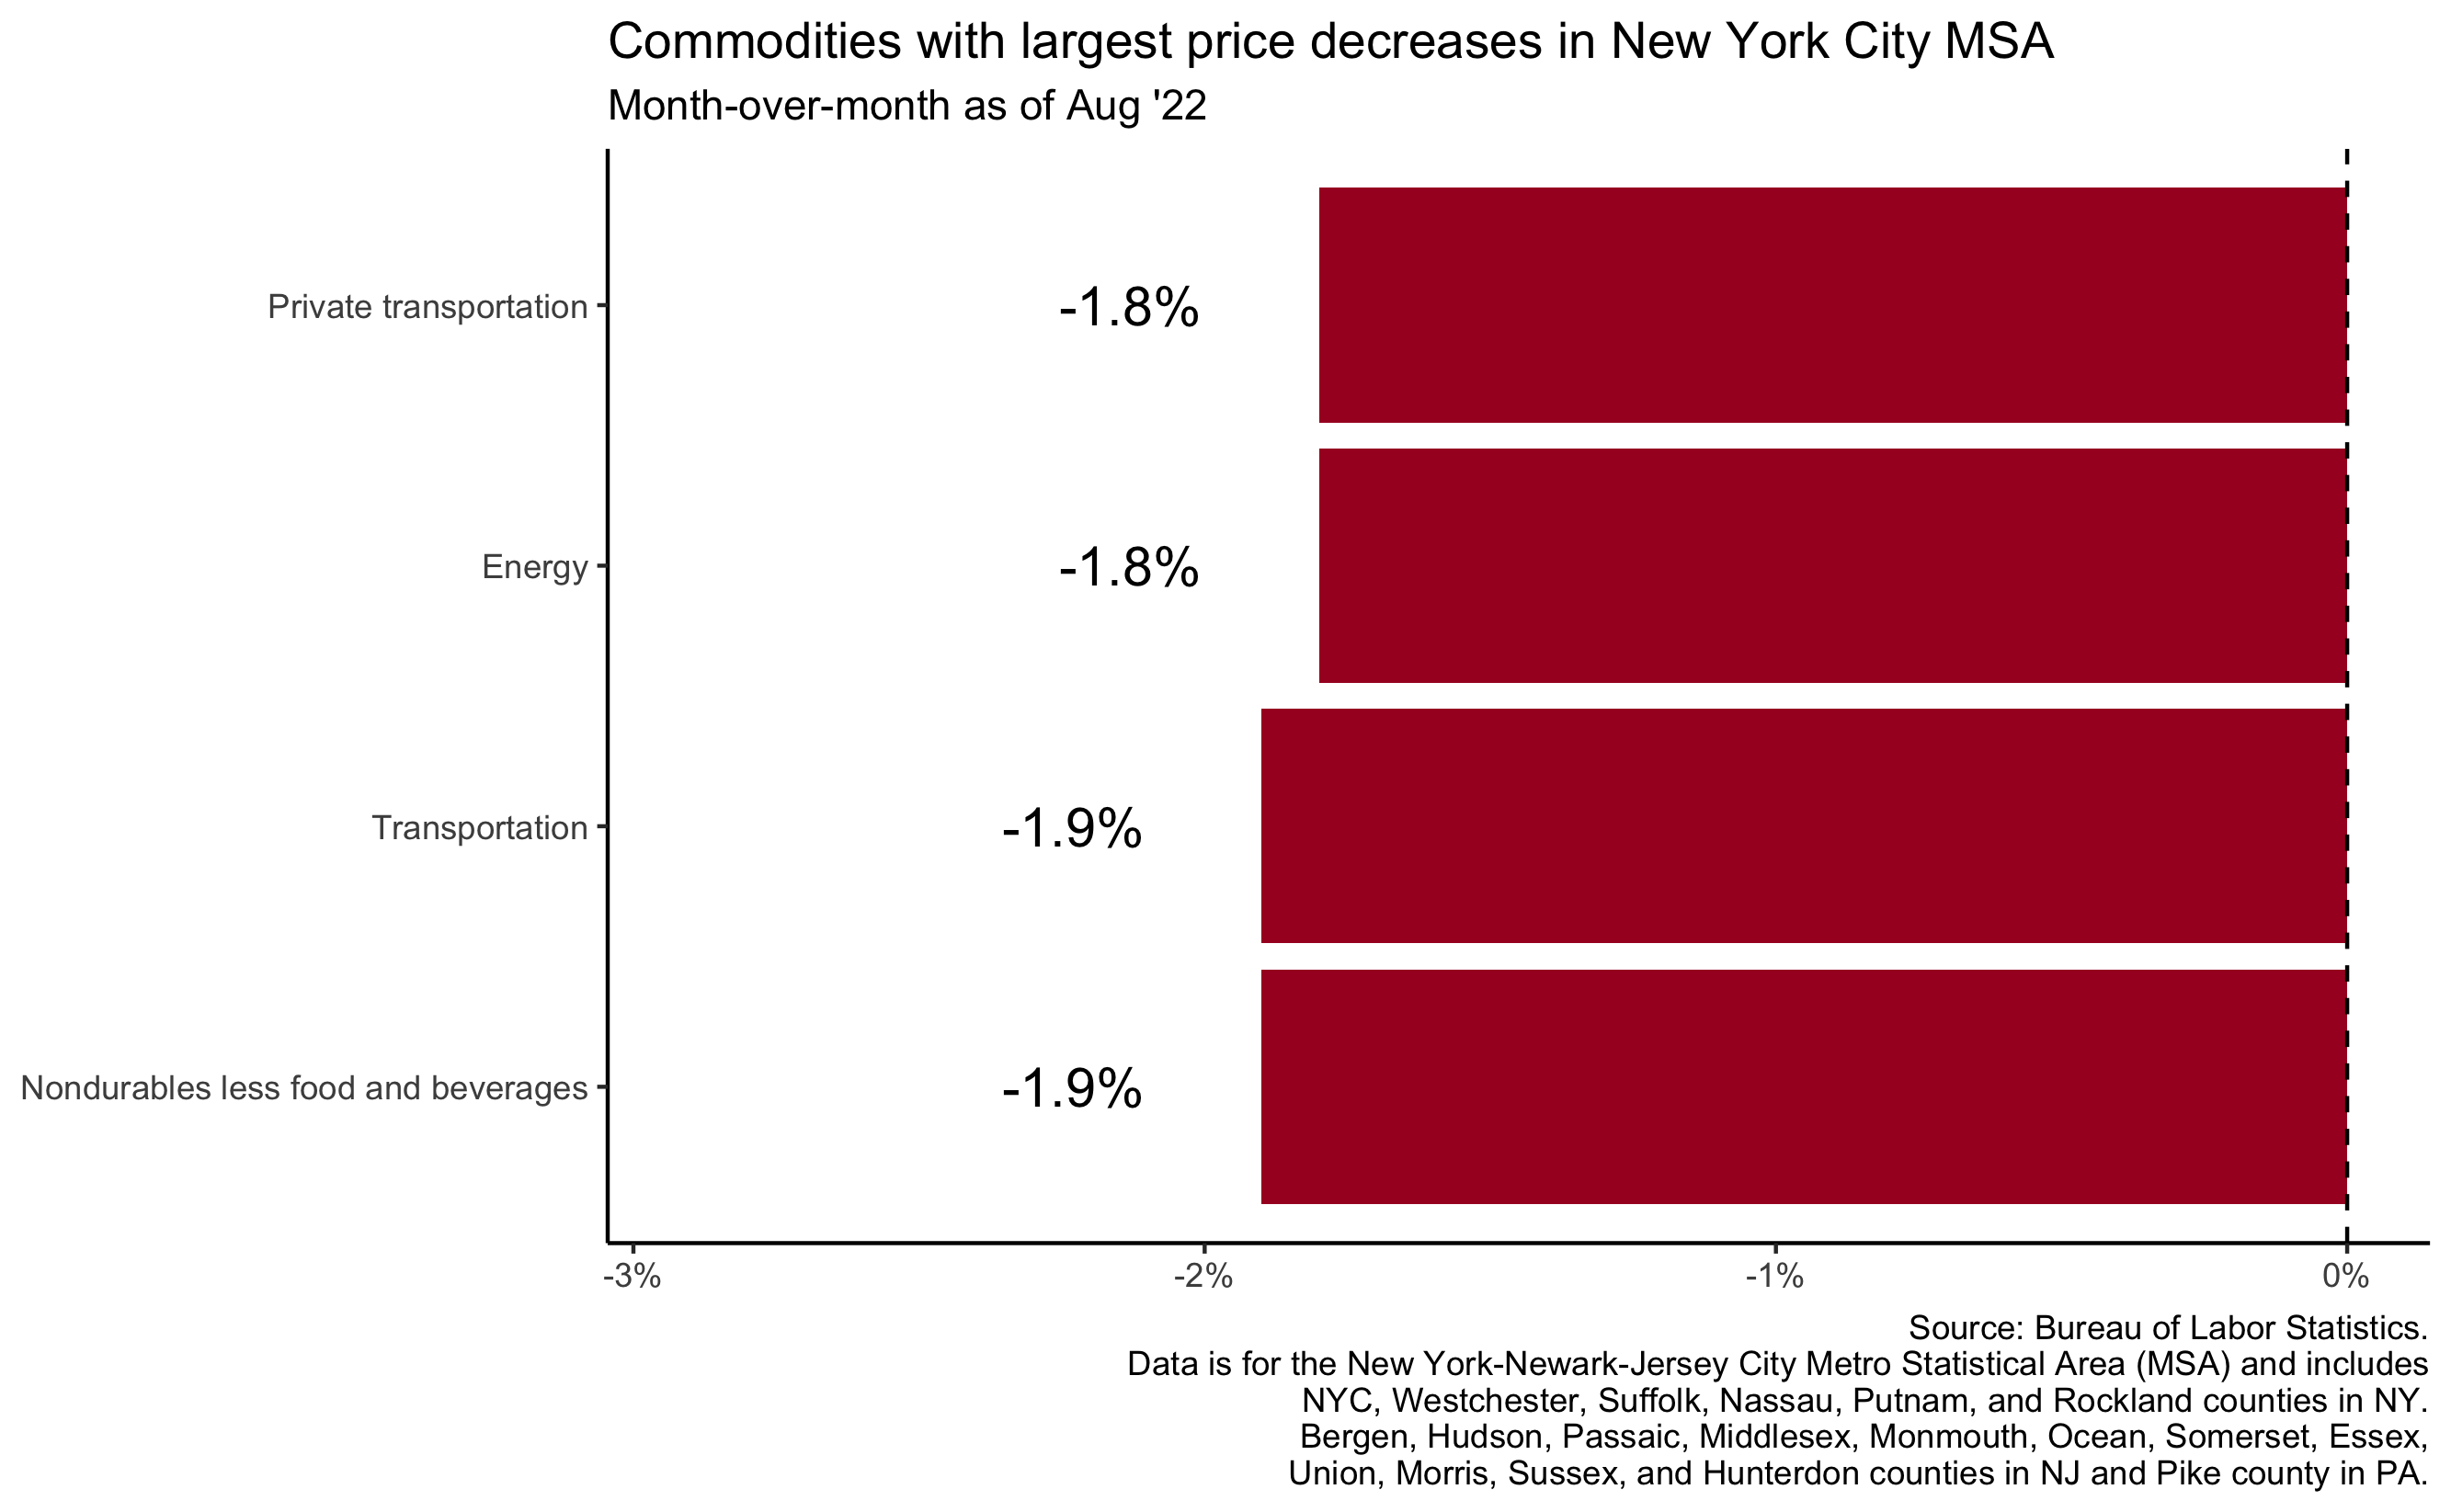 Commodities with largest price decreases in New York City MSA
Month-over-month as of Aug '22
Private transportation
-1.8%
Energy
-1.8%
Transportation
-1.9%
Nondurables less food and beverages
-1.9%
-3%
-2%
-1%
0%
Source: Bureau of Labor Statistics.
Data is for the New York-Newark-Jersey City Metro Statistical Area (MSA) and includes
NYC, Westchester, Suffolk, Nassau, Putnam, and Rockland counties in NY.
Bergen, Hudson, Passaic, Middlesex, Monmouth, Ocean, Somerset, Essex,
Union, Morris, Sussex, and Hunterdon counties in NJ and Pike county in PA.